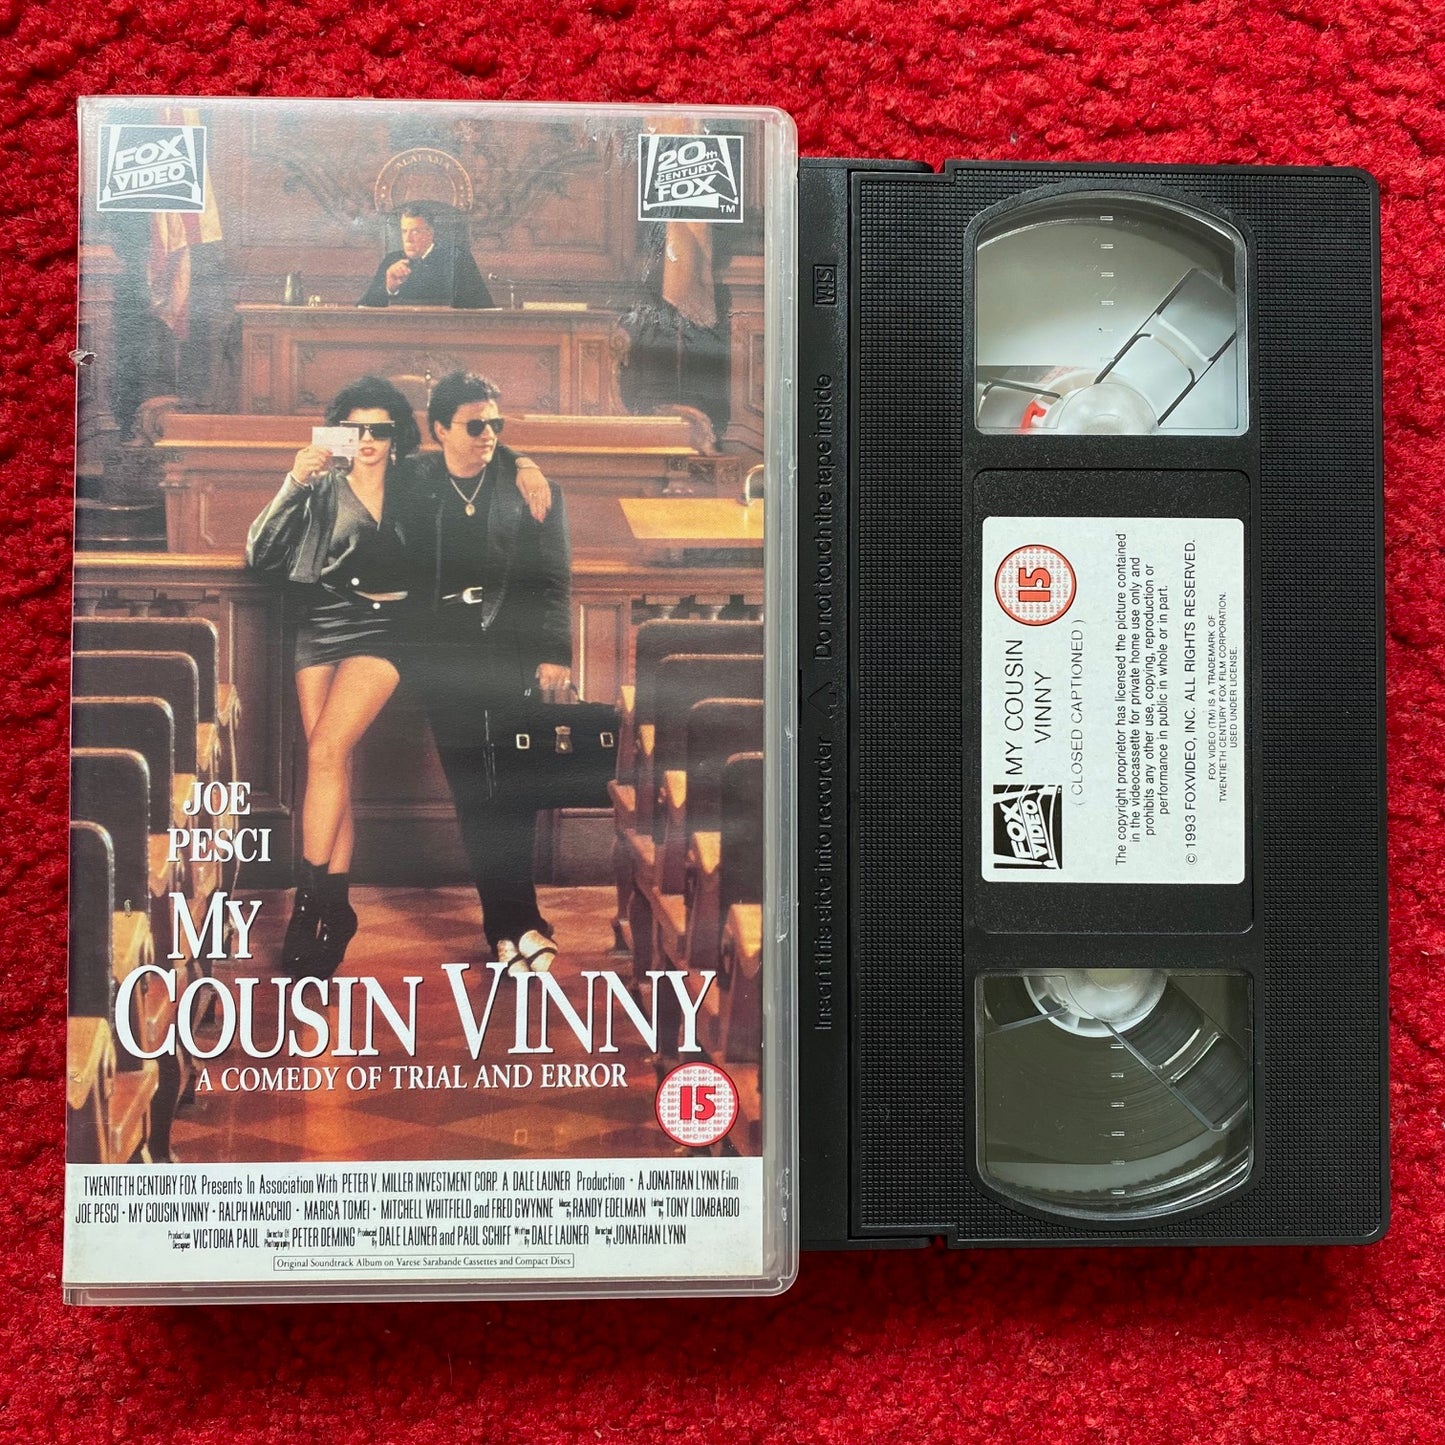 FOX
VIDEO
20th
CENTURY
FOX
TM
ALABAMA
JOE
PESCI
MY
COUSIN VINNY
A COMEDY OF TRIAL AND ERROR
15
TWENTIETH CENTURY FOX Presents In Association With PETER V. MILLER INVESTMENT CORP. A DALE LAUNER Production · A JONATHAN LYNN Film
JOE PESCI · MY COUSIN VINNY · RALPH MACCHIO · MARISA TOMEI · MITCHELL WHITFIELD and FRED GWYNNE Music By RANDY EDELMAN Edited By TONY LOMBARDO
Production Designer VICTORIA PAUL Director Of Photography PETER DEMING Produced By DALE LAUNER and PAUL SCHIFF Written By DALE LAUNER Directed By JONATHAN LYNN
Original Soundtrack Album on Varese Sarabande Cassettes and Compact Discs
VHS
Insert this side into recorder Do not touch the tape inside
FOX
VIDEO
MY COUSIN
VINNY
( CLOSED CAPTIONED )
15
The copyright proprietor has licensed the picture contained
in the videocassette for private home use only and
prohibits any other use, copying, reproduction or
performance in public in whole or in part.
© 1993 FOXVIDEO, INC. ALL RIGHTS RESERVED.
FOX VIDEO (TM) IS A TRADEMARK OF
TWENTIETH CENTURY FOX FILM CORPORATION.
USED UNDER LICENSE.